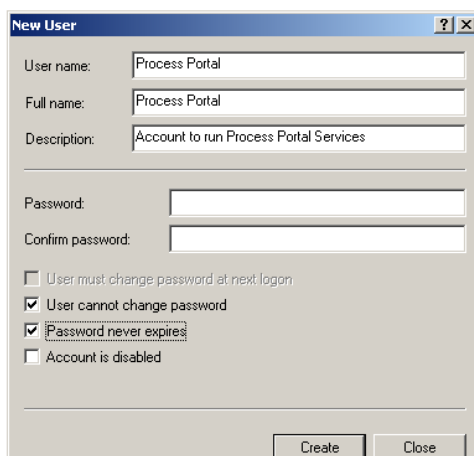 New User
User name: Process Portal
Full name: Process Portal
Description: Account to run Process Portal Services
Password:
Confirm password:
User must change password at next logon
User cannot change password
Password never expires
Account is disabled
Create Close